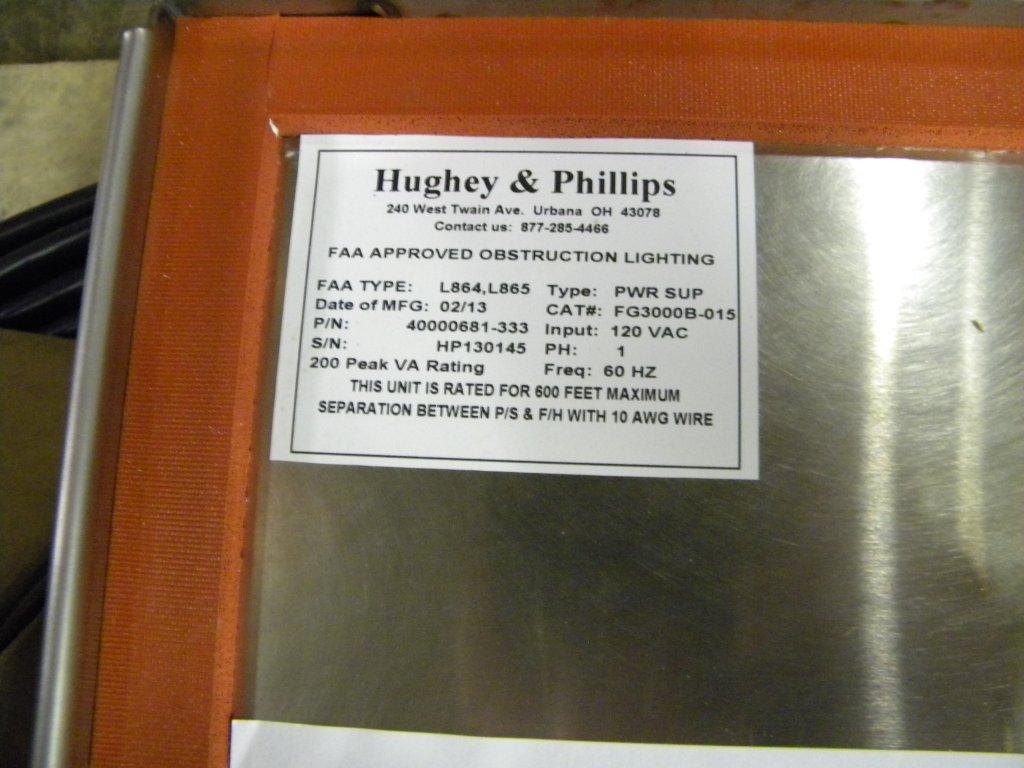 Hughey & Phillips
240 West Twain Ave. Urbana OH 43078
Contact us: 877-285-4466
FAA APPROVED OBSTRUCTION LIGHTING
FAA TYPE: L864,L865 Type: PWR SUP
Date of MFG: 02/13 CAT#: FG3000B-015
P/N: 40000681-333 Input: 120 VAC
S/N: HP130145 PH: 1
200 Peak VA Rating Freq: 60 HZ
THIS UNIT IS RATED FOR 600 FEET MAXIMUM
SEPARATION BETWEEN P/S & F/H WITH 10 AWG WIRE